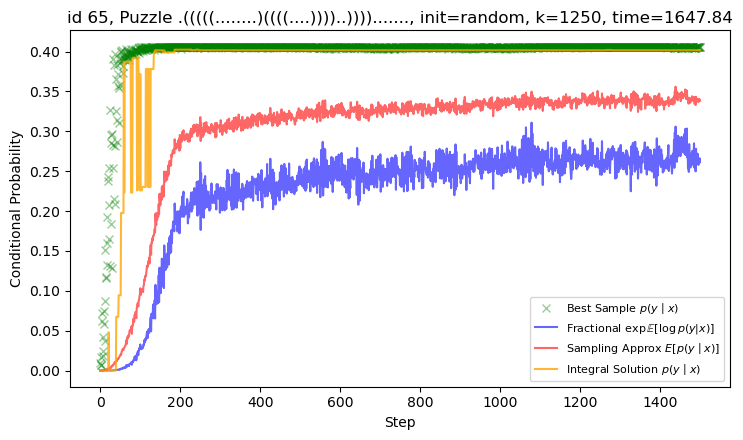 id 65, Puzzle .(((((........)((((....))))..))))......., init=random, k=1250, time=1647.84
Conditional Probability
0.40
0.35
0.30
0.25
0.20
0.15
0.10
0.05
0.00
Best Sample p(y | x)
Fractional exp𝔼[log p(y|x)]
Sampling Approx E[p(y | x)]
Integral Solution p(y | x)
0 200 400 600 800 1000 1200 1400
Step